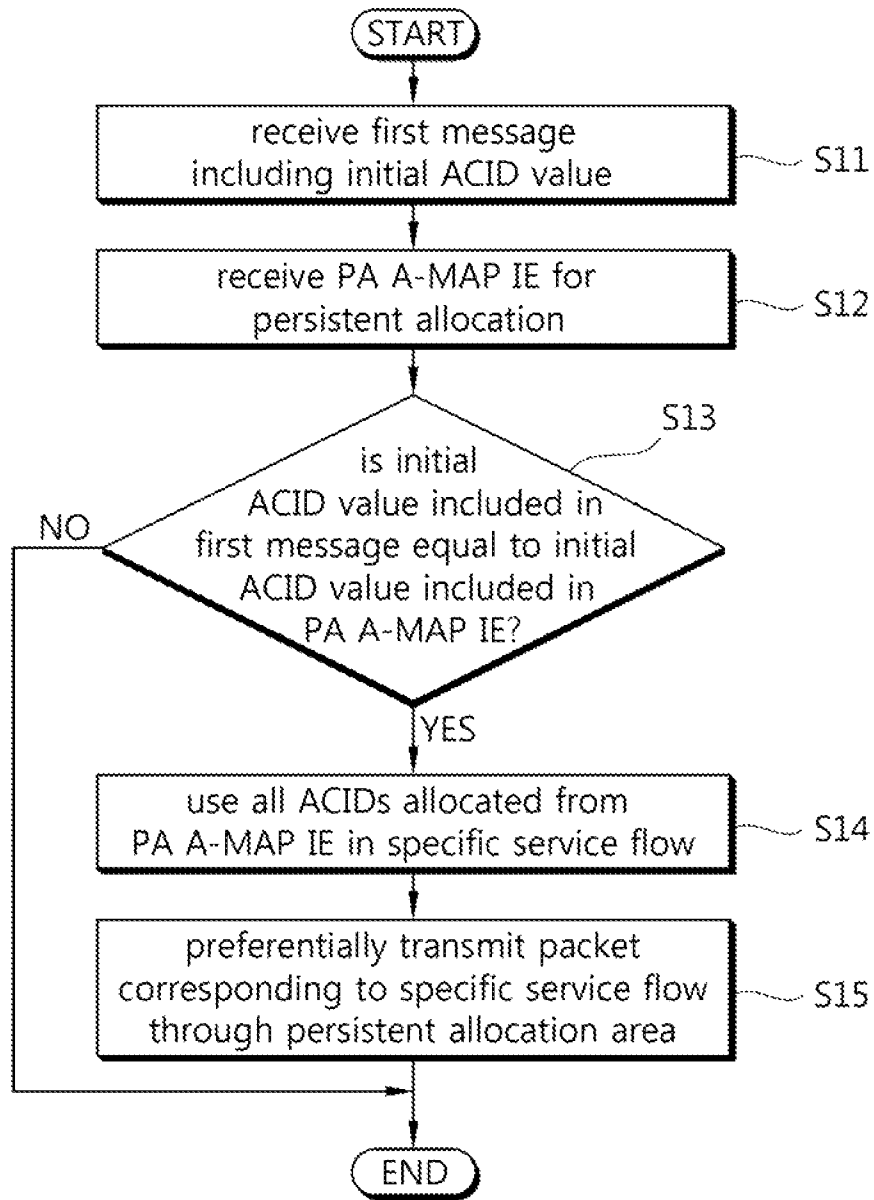 START
receive first message
including initial ACID value
S11
receive PA A-MAP IE for
persistent allocation
S12
S13
is initial
ACID value included in
first message equal to initial
ACID value included in
PA A-MAP IE?
NO
YES
use all ACIDs allocated from
PA A-MAP IE in specific service flow
S14
preferentially transmit packet
corresponding to specific service flow
through persistent allocation area
S15
END